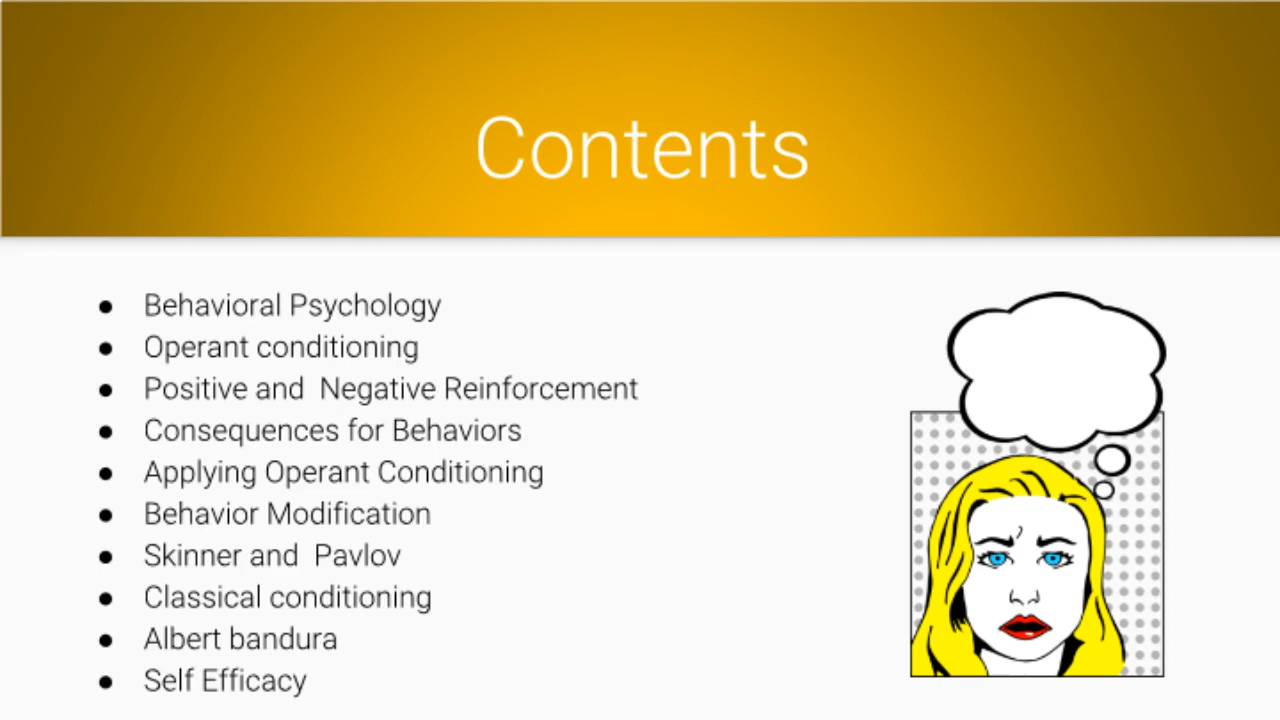 Contents
● Behavioral Psychology
● Operant conditioning
● Positive and  Negative Reinforcement
● Consequences for Behaviors
● Applying Operant Conditioning
● Behavior Modification
● Skinner and  Pavlov
● Classical conditioning
● Albert bandura
● Self Efficacy